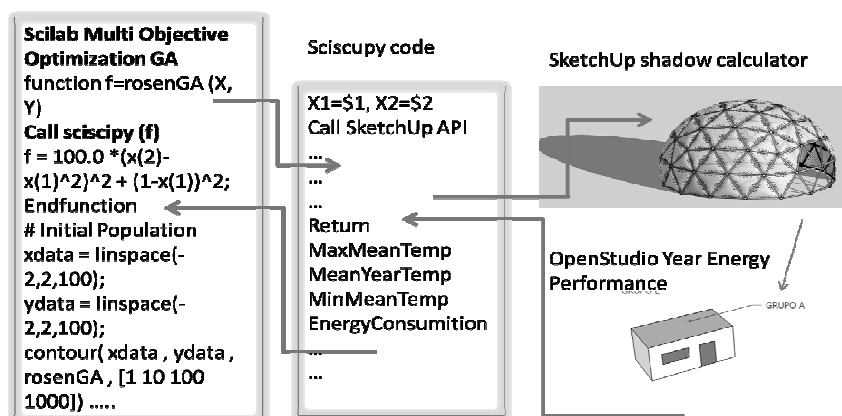 Scilab Multi Objective
Optimization GA
function f=rosenGA (X,
Y)
Call sciscipy (f)
f = 100.0 *(x(2)-
x(1)^2)^2 + (1-x(1))^2;
Endfunction
# Initial Population
xdata = linspace(-
2,2,100);
ydata = linspace(-
2,2,100);
contour( xdata , ydata ,
rosenGA , [1 10 100
1000]) .....
Sciscupy code
X1=$1, X2=$2
Call SketchUp API
...
...
...
Return
MaxMeanTemp
MeanYearTemp
MinMeanTemp
EnergyConsumition
...
...
SketchUp shadow calculator
OpenStudio Year Energy
Performance
GRUPO A